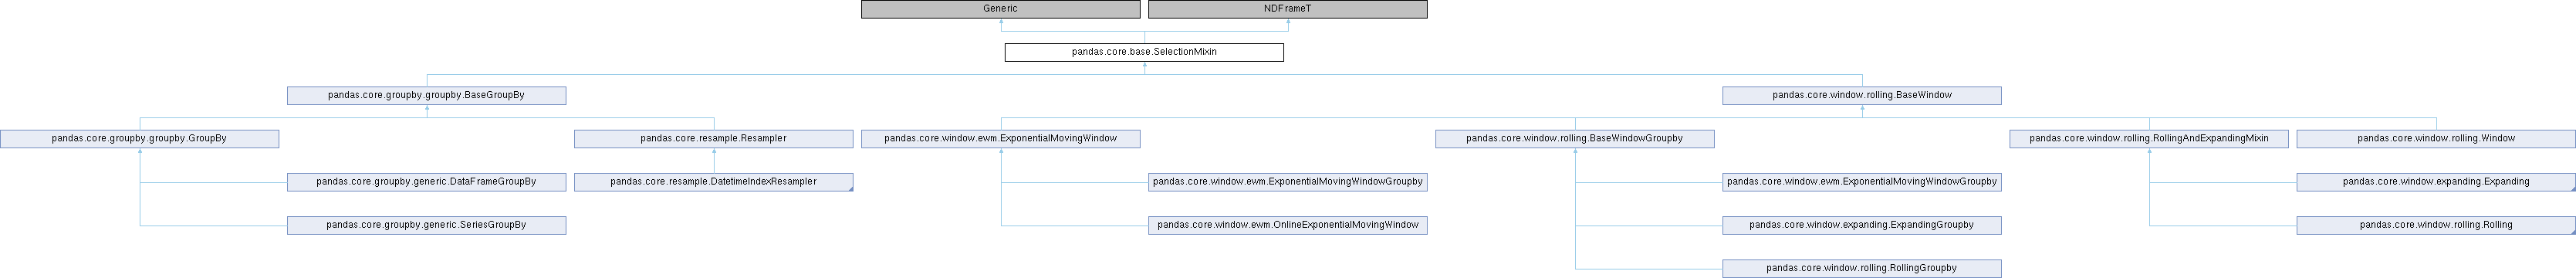 Generic
NDFrameT
pandas.core.base.SelectionMixin
pandas.core.groupby.groupby.BaseGroupBy
pandas.core.window.rolling.BaseWindow
pandas.core.groupby.groupby.GroupBy
pandas.core.resample.Resampler
pandas.core.window.ewm.ExponentialMovingWindow
pandas.core.window.rolling.BaseWindowGroupby
pandas.core.window.rolling.RollingAndExpandingMixin
pandas.core.window.rolling.Window
pandas.core.groupby.generic.DataFrameGroupBy
pandas.core.resample.DatetimeIndexResampler
pandas.core.window.ewm.ExponentialMovingWindowGroupby
pandas.core.window.ewm.ExponentialMovingWindowGroupby
pandas.core.window.expanding.Expanding
pandas.core.groupby.generic.SeriesGroupBy
pandas.core.window.ewm.OnlineExponentialMovingWindow
pandas.core.window.expanding.ExpandingGroupby
pandas.core.window.rolling.Rolling
pandas.core.window.rolling.RollingGroupby